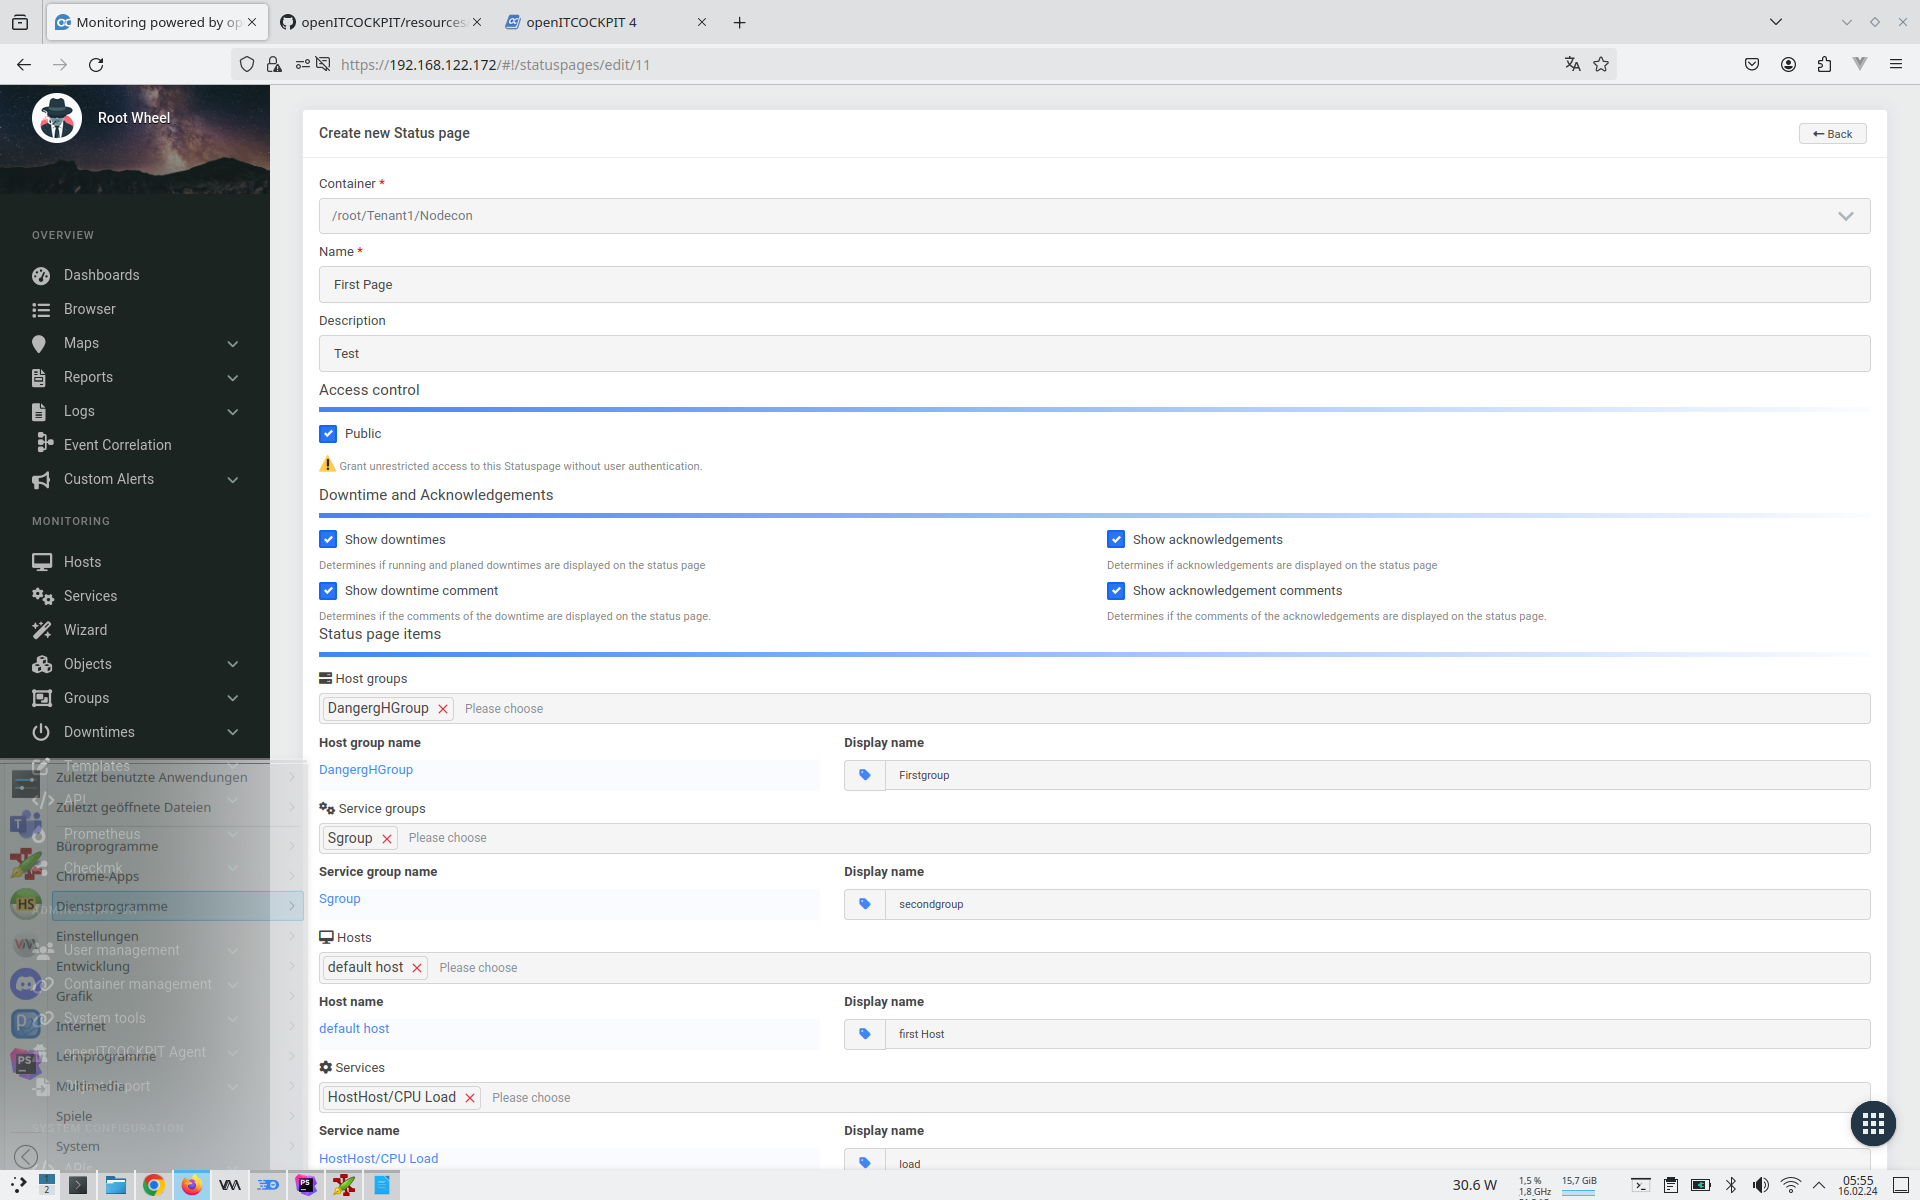 Monitoring powered by op
openITCOCKPIT/resources
openITCOCKPIT 4
https://192.168.122.172/#!/statuspages/edit/11
Root Wheel
OVERVIEW
Dashboards
Browser
Maps
Reports
Logs
Event Correlation
Custom Alerts
MONITORING
Hosts
Services
Wizard
Objects
Groups
Downtimes
Templates
Zuletzt benutzte Anwendungen
API
Zuletzt geöffnete Dateien
Prometheus
Büroprogramme
Checkmk
Chrome-Apps
Dienstprogramme
Einstellungen
User management
Entwicklung
Container management
Grafik
System tools
Internet
openITCOCKPIT Agent
Lernprogramme
Multimedia
Spiele
SYSTEM CONFIGURATION
System
APIs
Create new Status page
Back
Container *
/root/Tenant1/Nodecon
Name *
First Page
Description
Test
Access control
Public
Grant unrestricted access to this Statuspage without user authentication.
Downtime and Acknowledgements
Show downtimes
Show acknowledgements
Determines if running and planed downtimes are displayed on the status page
Determines if acknowledgements are displayed on the status page
Show downtime comment
Show acknowledgement comments
Determines if the comments of the downtime are displayed on the status page.
Determines if the comments of the acknowledgements are displayed on the status page.
Status page items
Host groups
DangergHGroup Please choose
Host group name
Display name
DangergHGroup
Firstgroup
Service groups
Sgroup Please choose
Service group name
Display name
Sgroup
secondgroup
Hosts
default host Please choose
Host name
Display name
default host
first Host
Services
HostHost/CPU Load Please choose
Service name
Display name
HostHost/CPU Load
load
1
2
30.6 W
1,5 %
1,8 GHz
15,7 GiB
05:55
16.02.24